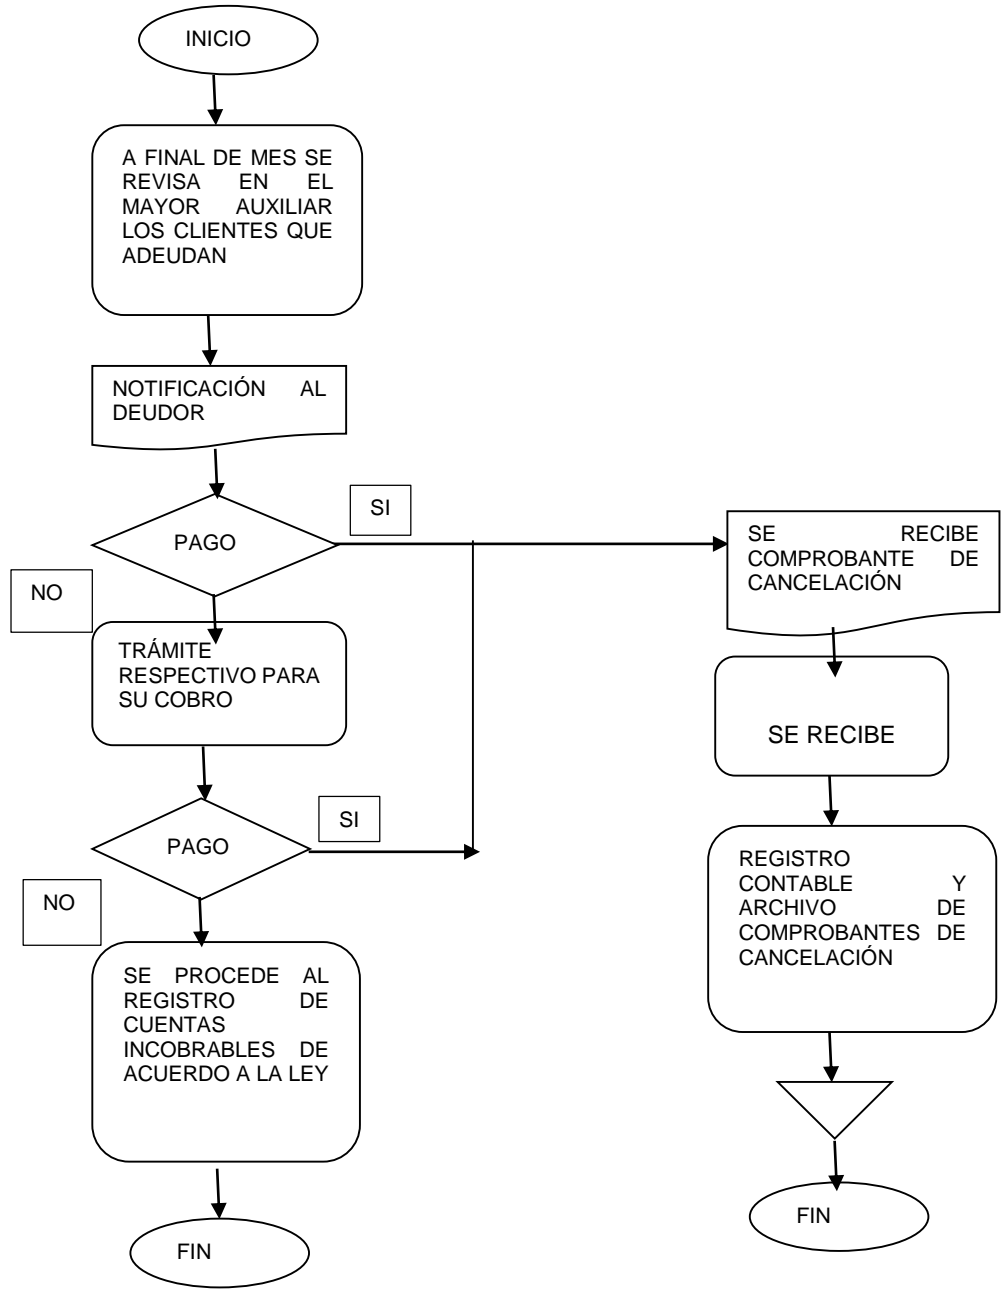 INICIO
A FINAL DE MES SE
REVISA EN EL
MAYOR AUXILIAR
LOS CLIENTES QUE
ADEUDAN
NOTIFICACIÓN AL
DEUDOR
PAGO
SI
NO
TRÁMITE
RESPECTIVO PARA
SU COBRO
PAGO
SI
NO
SE PROCEDE AL
REGISTRO DE
CUENTAS
INCOBRABLES DE
ACUERDO A LA LEY
FIN
SE RECIBE
COMPROBANTE DE
CANCELACIÓN
SE RECIBE
REGISTRO
CONTABLE Y
ARCHIVO DE
COMPROBANTES DE
CANCELACIÓN
FIN